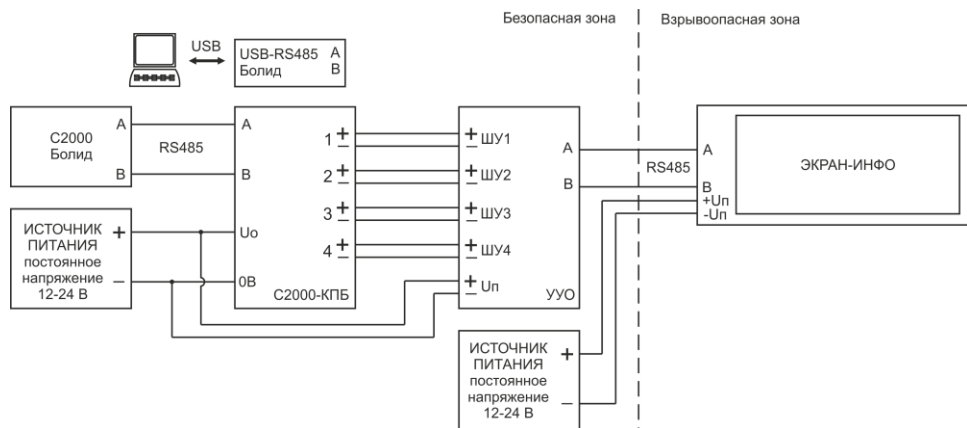 Безопасная зона
Взрывоопасная зона
USB
USB-RS485 A
Болид B
С2000
Болид
A
B
RS485
A
B
Uo
0В
1 + −
2 + −
3 + −
4 + −
С2000-КПБ
+ − ШУ1
+ − ШУ2
+ − ШУ3
+ − ШУ4
+ − Uп
A
B
УУО
RS485
A
B
+Uп
-Uп
ЭКРАН-ИНФО
ИСТОЧНИК
ПИТАНИЯ
постоянное
напряжение
12-24 В
+
−
ИСТОЧНИК
ПИТАНИЯ
постоянное
напряжение
12-24 В
+
−